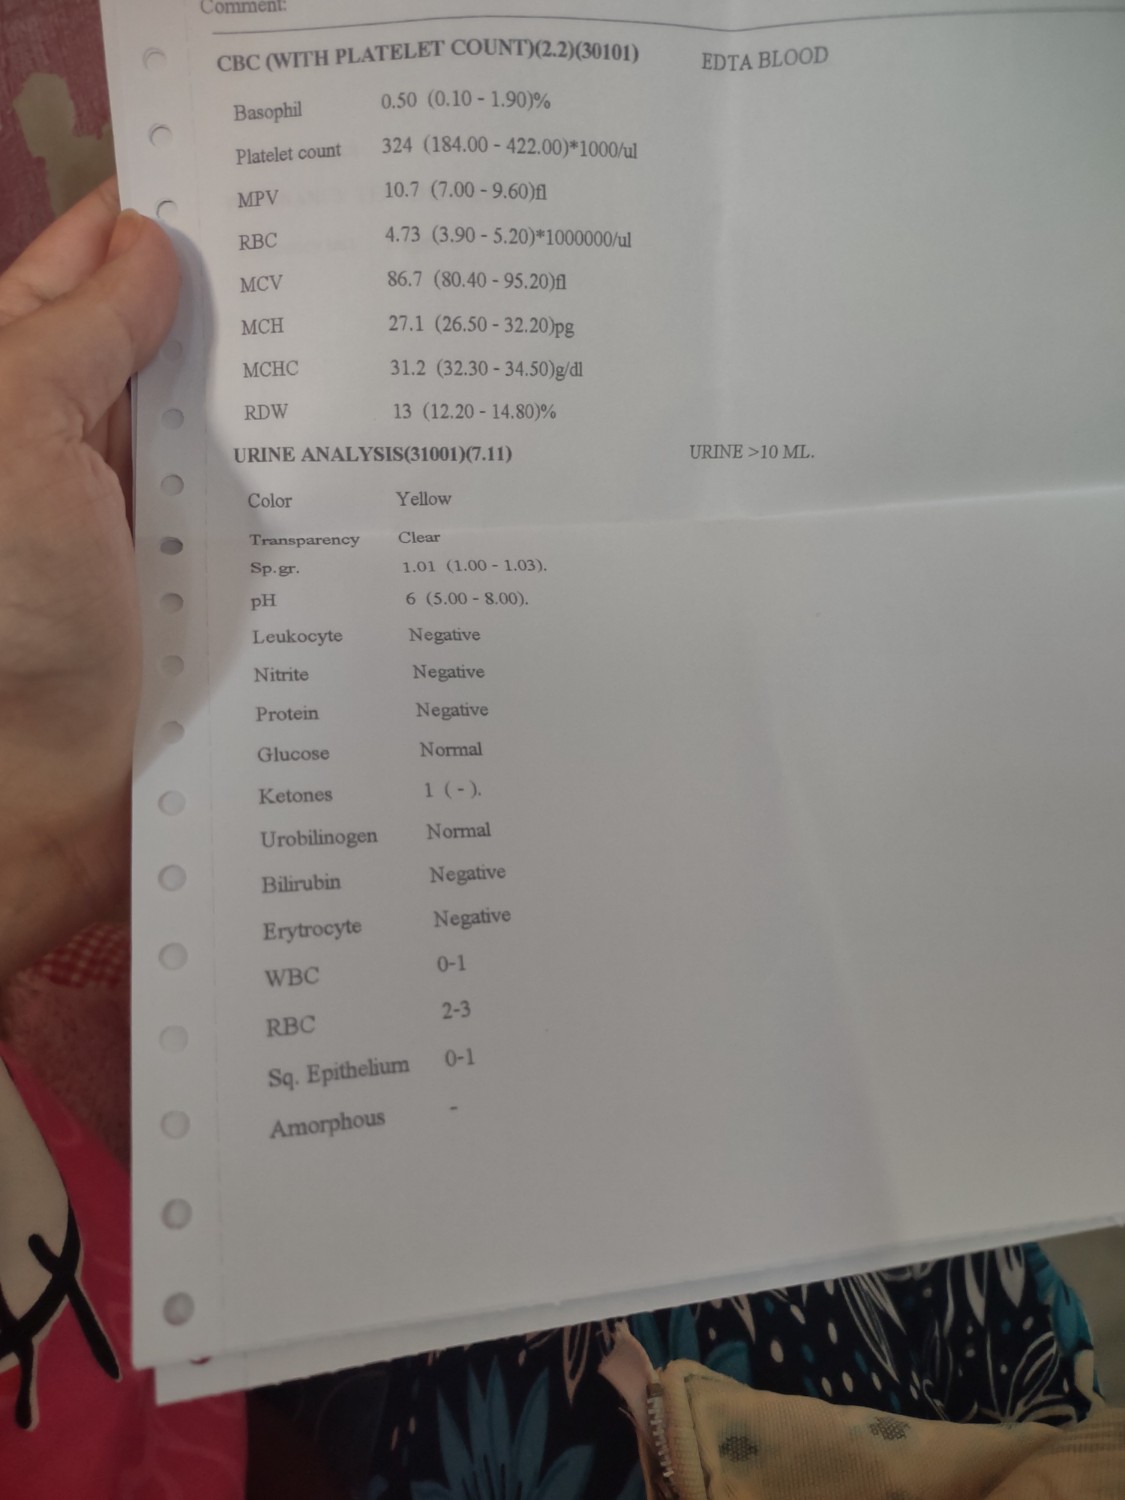 Comment:
CBC (WITH PLATELET COUNT)(2.2)(30101) EDTA BLOOD
Basophil 0.50 (0.10 - 1.90)%
Platelet count 324 (184.00 - 422.00)*1000/ul
MPV 10.7 (7.00 - 9.60)fl
RBC 4.73 (3.90 - 5.20)*1000000/ul
MCV 86.7 (80.40 - 95.20)fl
MCH 27.1 (26.50 - 32.20)pg
MCHC 31.2 (32.30 - 34.50)g/dl
RDW 13 (12.20 - 14.80)%
URINE ANALYSIS(31001)(7.11) URINE >10 ML.
Color Yellow
Transparency Clear
Sp.gr. 1.01 (1.00 - 1.03).
pH 6 (5.00 - 8.00).
Leukocyte Negative
Nitrite Negative
Protein Negative
Glucose Normal
Ketones 1 ( - ).
Urobilinogen Normal
Bilirubin Negative
Erytrocyte Negative
WBC 0-1
RBC 2-3
Sq. Epithelium 0-1
Amorphous -